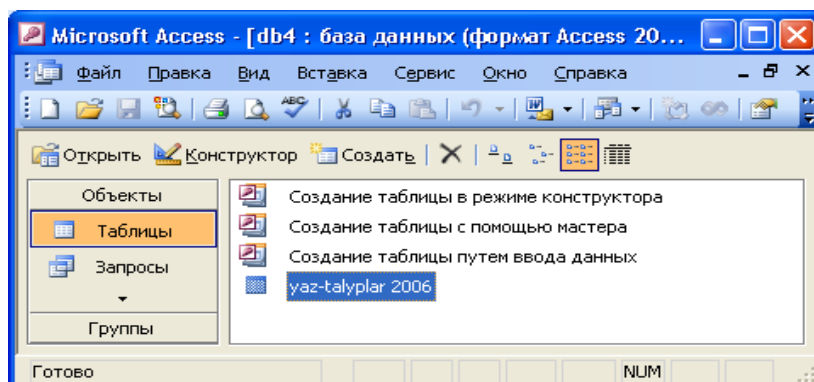 Microsoft Access - [db4 : база данных (формат Access 20...
Файл Правка Вид Вставка Сервис Окно Справка
ABC W
Открыть Конструктор Создать
Объекты
Таблицы
Запросы
Группы
Создание таблицы в режиме конструктора
Создание таблицы с помощью мастера
Создание таблицы путем ввода данных
yaz-talyplar 2006
Готово NUM